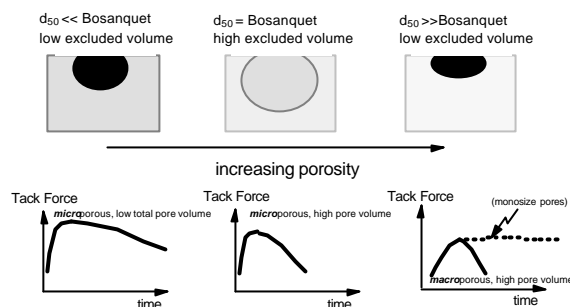 d50 << Bosanquet
low excluded volume
d50 = Bosanquet
high excluded volume
d50 >>Bosanquet
low excluded volume
increasing porosity
Tack Force
microporous, low total pore volume
time
Tack Force
microporous, high pore volume
time
Tack Force
(monosize pores)
macroporous, high pore volume
time